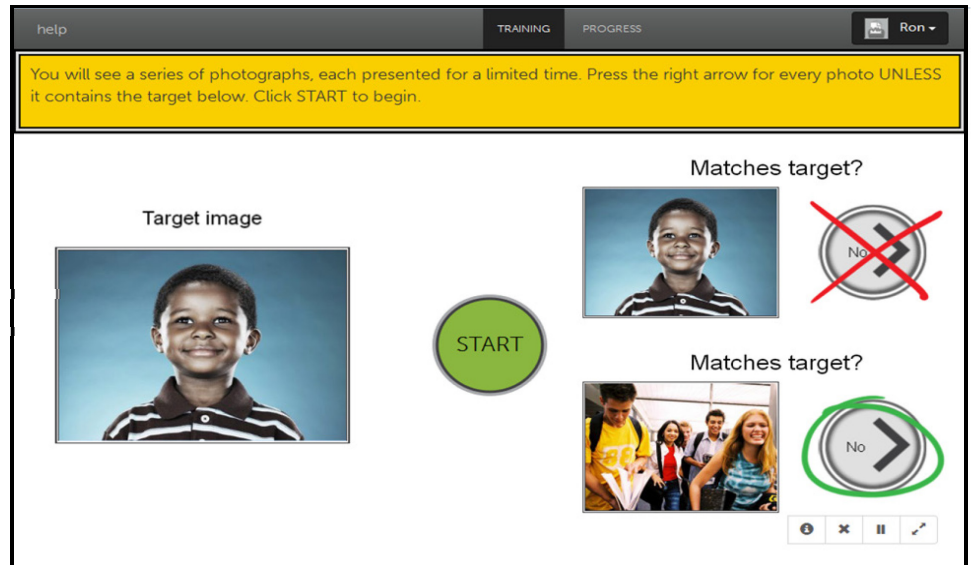 help
TRAINING
PROGRESS
Ron
You will see a series of photographs, each presented for a limited time. Press the right arrow for every photo UNLESS
it contains the target below. Click START to begin.
Target image
START
Matches target?
No
Matches target?
No